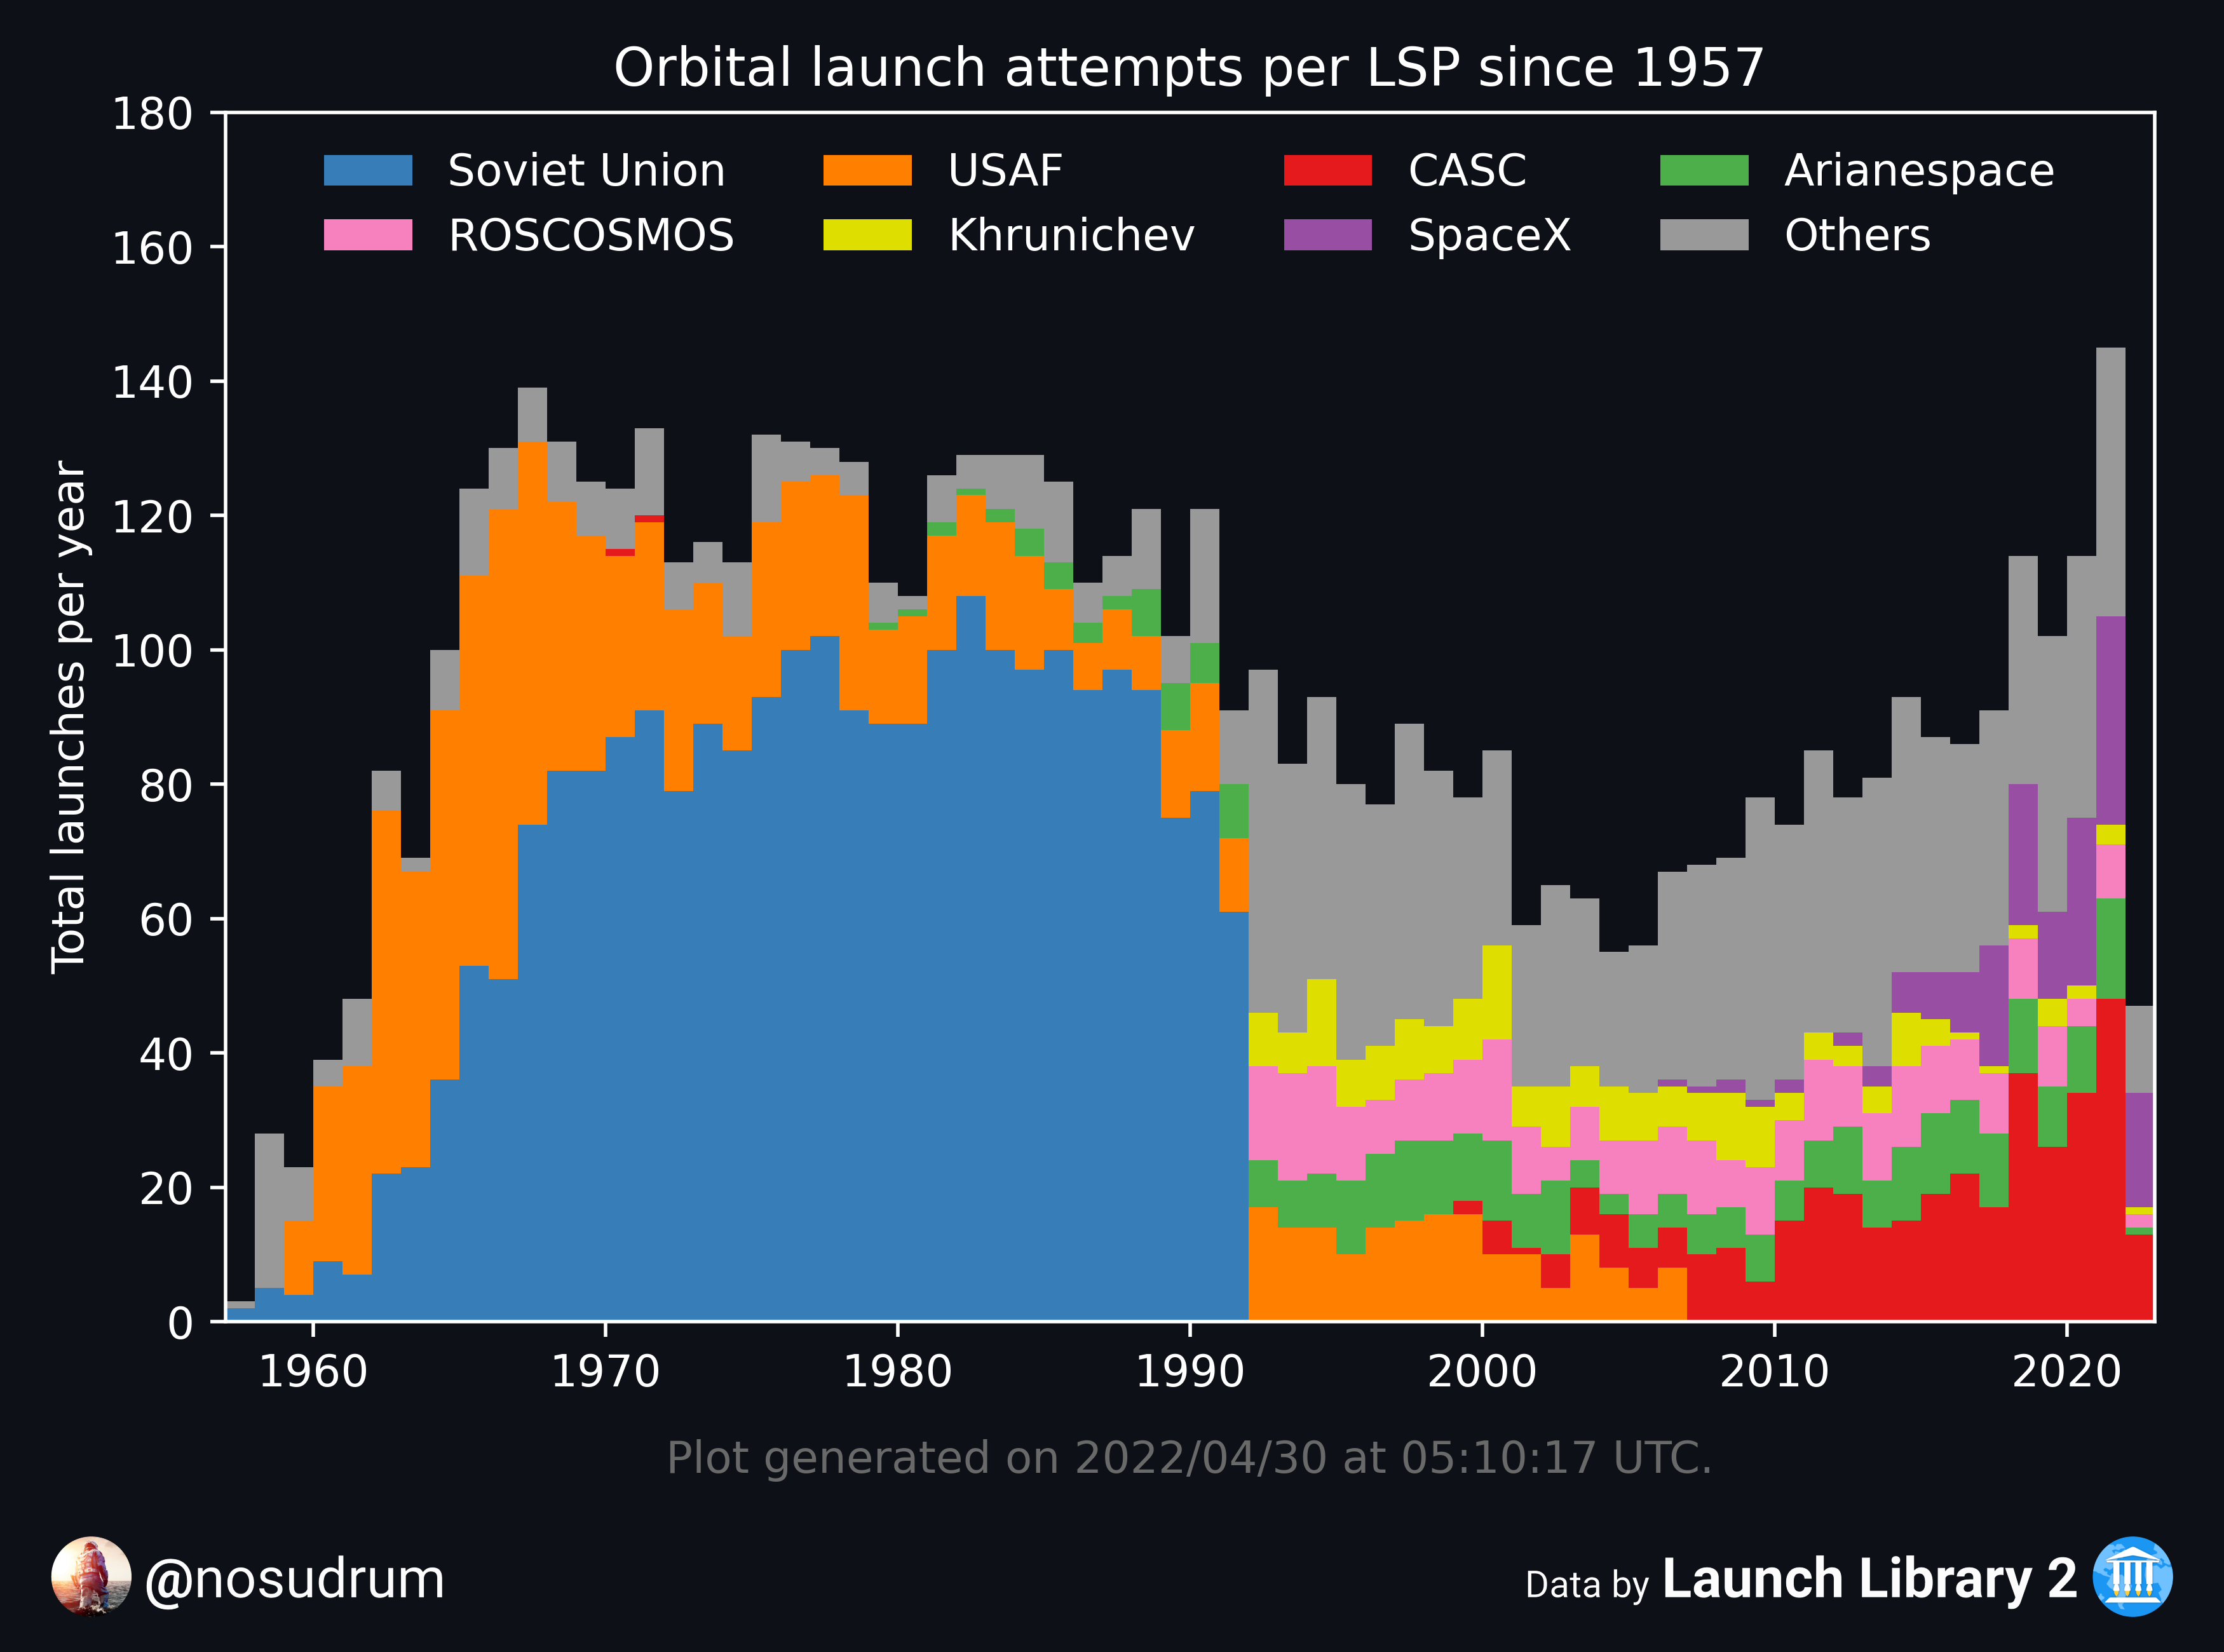 Orbital launch attempts per LSP since 1957
180
Soviet Union USAF CASC Arianespace
ROSCOSMOS Khrunichev SpaceX Others
160
140
120
100
80
60
40
20
0
Total launches per year
1960 1970 1980 1990 2000 2010 2020
Plot generated on 2022/04/30 at 05:10:17 UTC.
@nosudrum
Data by Launch Library 2